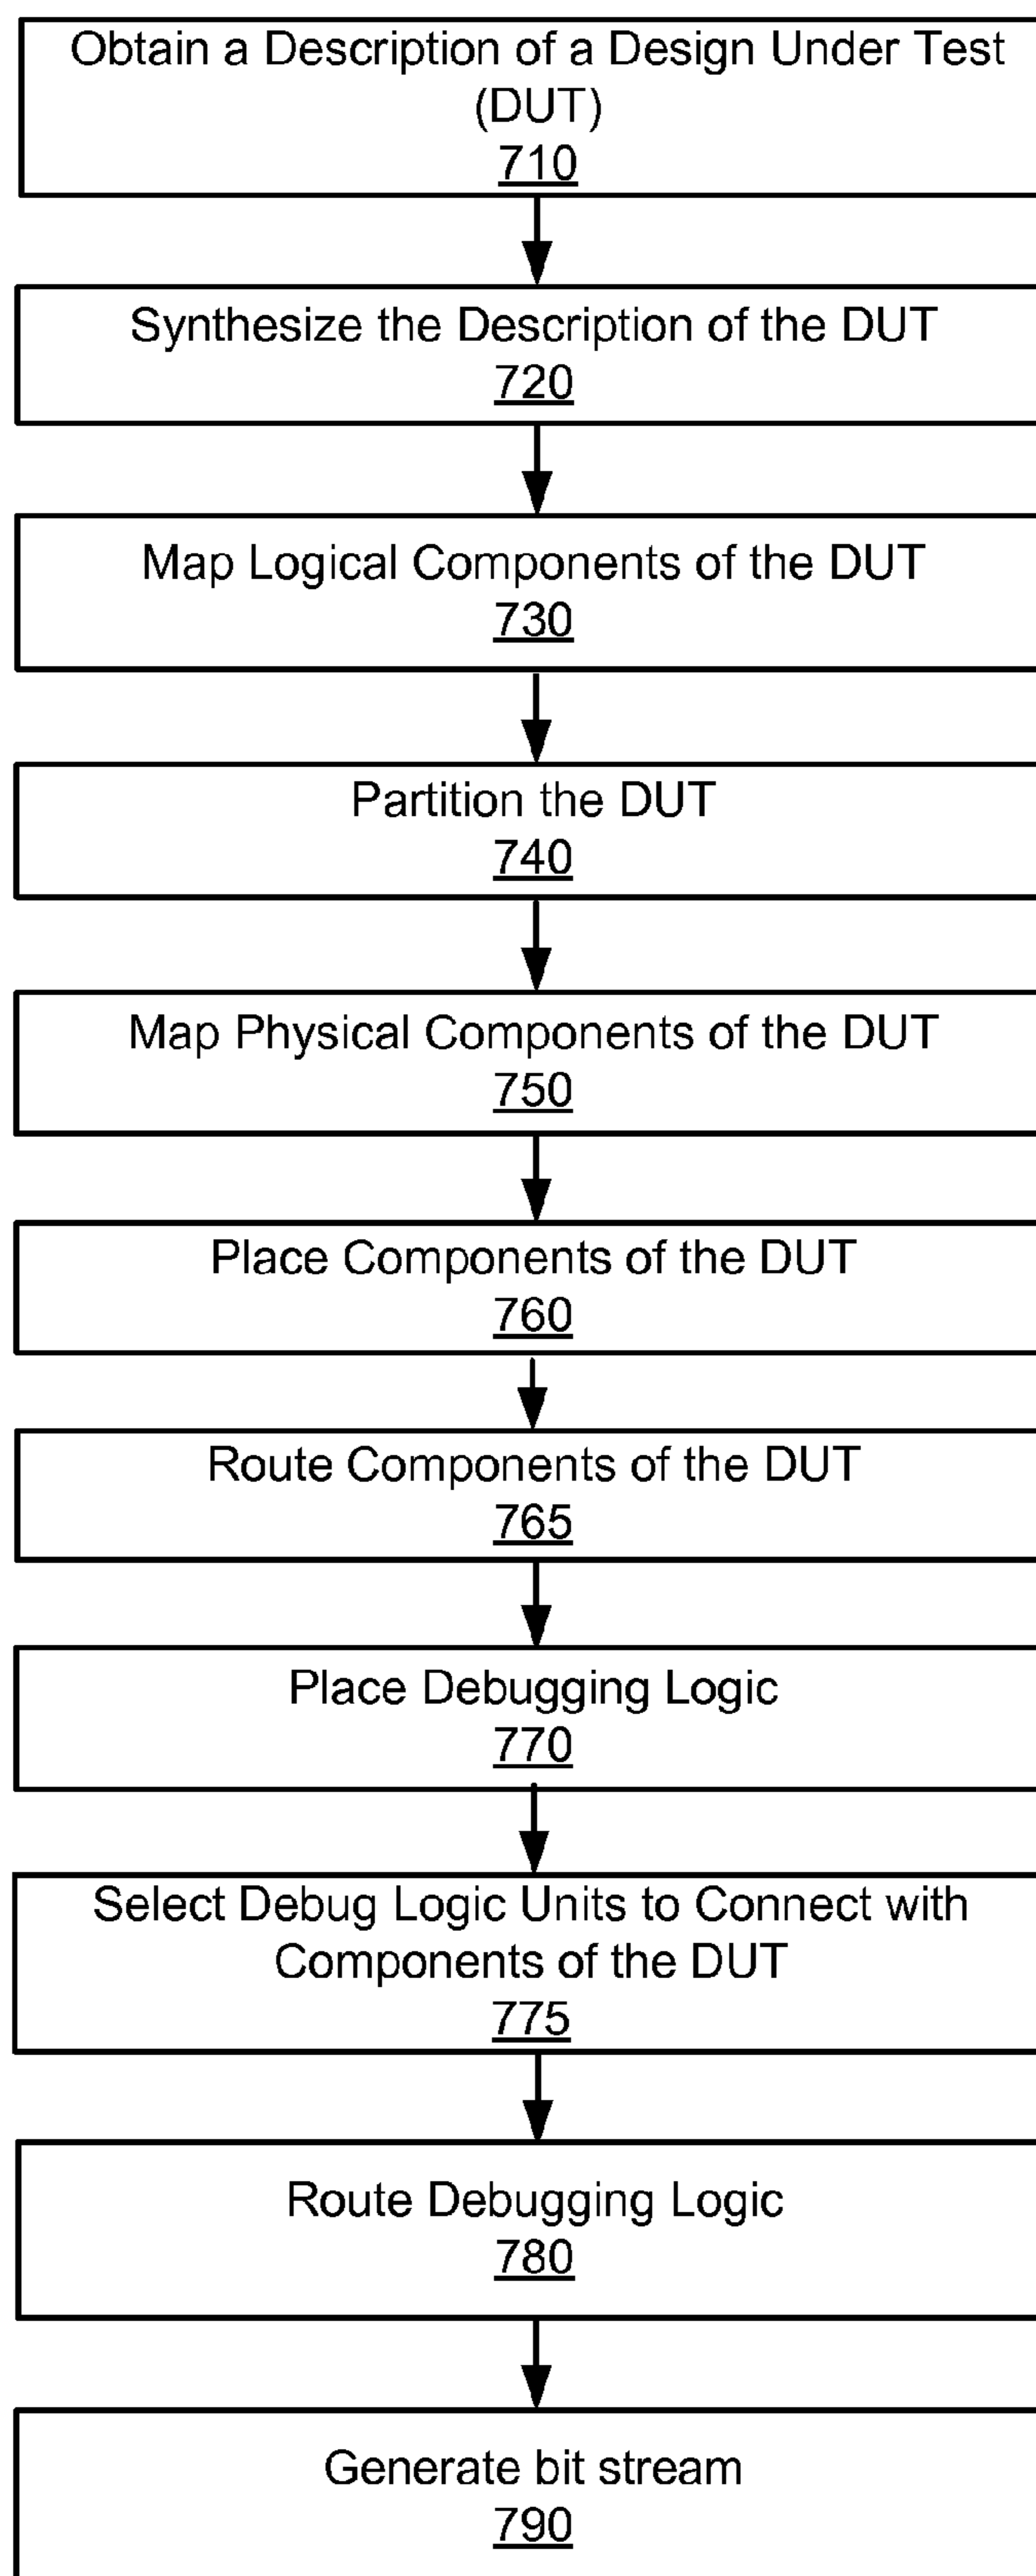 Obtain a Description of a Design Under Test
(DUT)
710
Synthesize the Description of the DUT
720
Map Logical Components of the DUT
730
Partition the DUT
740
Map Physical Components of the DUT
750
Place Components of the DUT
760
Route Components of the DUT
765
Place Debugging Logic
770
Select Debug Logic Units to Connect with
Components of the DUT
775
Route Debugging Logic
780
Generate bit stream
790